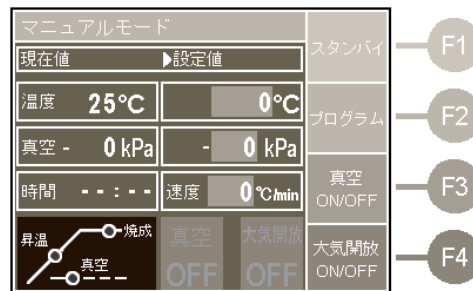 マニュアルモード
スタンバイ
F1
現在値
▶設定値
温度 25℃
0℃
プログラム
F2
真空 - 0 kPa
- 0 kPa
時間 --:--
速度 0 ℃/min
真空
ON/OFF
F3
昇温
焼成
真空
真空
OFF
大気開放
OFF
大気開放
ON/OFF
F4